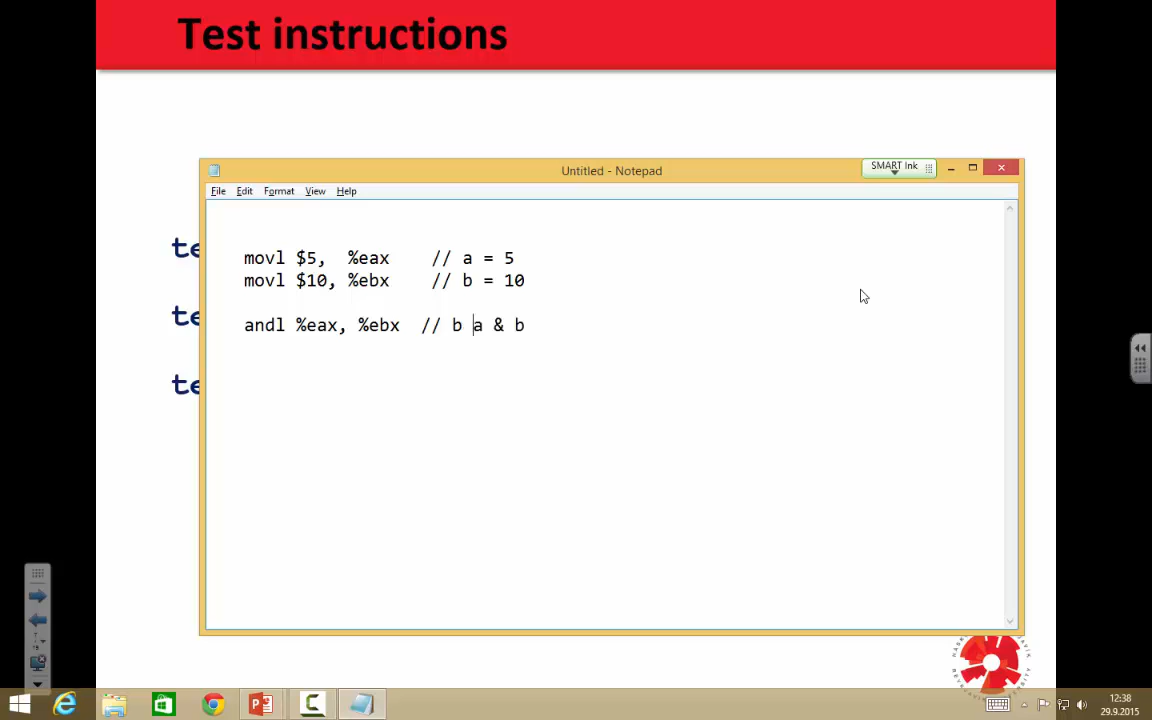 Test instructions
Untitled - Notepad
SMART Ink
File Edit Format View Help
movl $5, %eax // a = 5
movl $10, %ebx // b = 10
andl %eax, %ebx // b a & b
te
te
te
12:38
29.9.2015